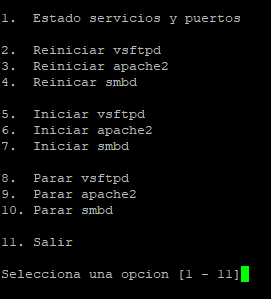 1. Estado servicios y puertos
2. Reiniciar vsftpd
3. Reiniciar apache2
4. Reinicar smbd
5. Iniciar vsftpd
6. Iniciar apache2
7. Iniciar smbd
8. Parar vsftpd
9. Parar apache2
10. Parar smbd
11. Salir
Selecciona una opcion [1 - 11]